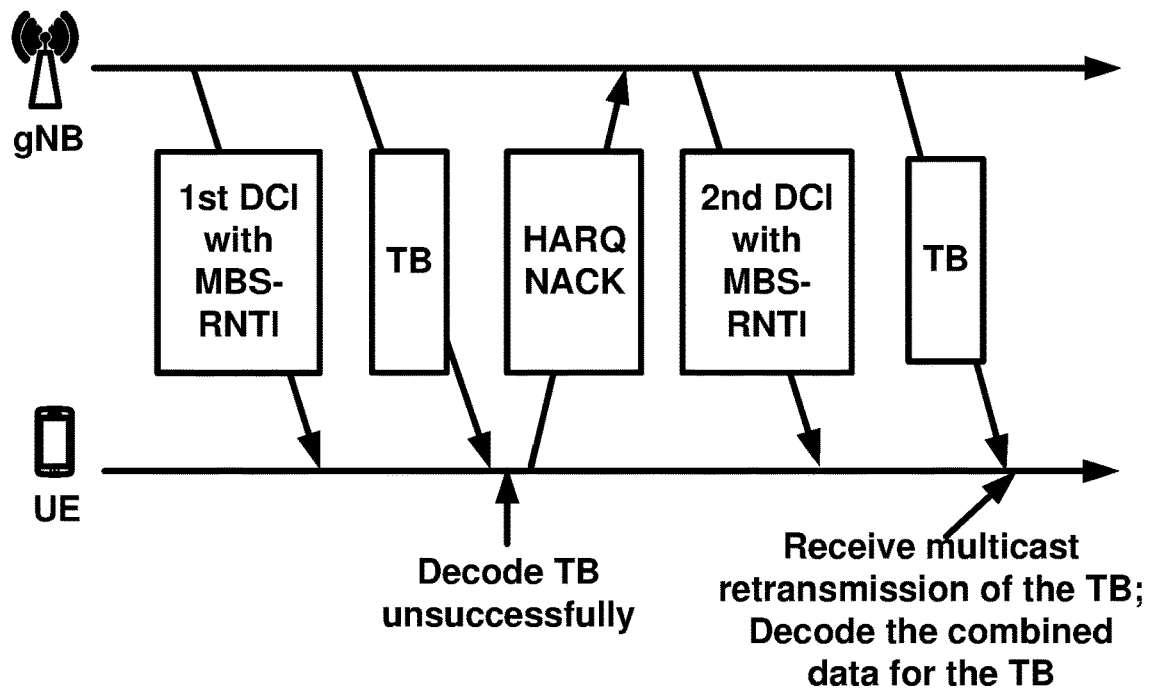 gNB
1st DCI
with
MBS-
RNTI
TB
HARQ
NACK
2nd DCI
with
MBS-
RNTI
TB
UE
Decode TB
unsuccessfully
Receive multicast
retransmission of the TB;
Decode the combined
data for the TB